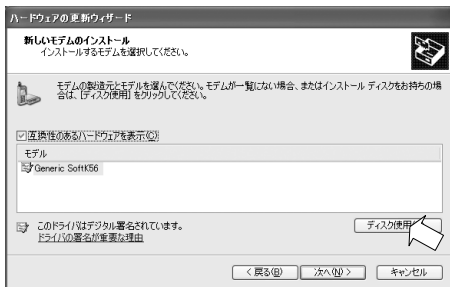 ハードウェアの更新ウィザード
新しいモデムのインストール
インストールするモデムを選択してください。
モデムの製造元とモデルを選んでください。モデムが一覧にない場合、またはインストール ディスクをお持ちの場
合は、[ディスク使用] をクリックしてください。
互換性のあるハードウェアを表示(C)
モデル
Generic SoftK56
このドライバはデジタル署名されています。
ディスク使用
ドライバの署名が重要な理由
< 戻る(B)
次へ(N) >
キャンセル